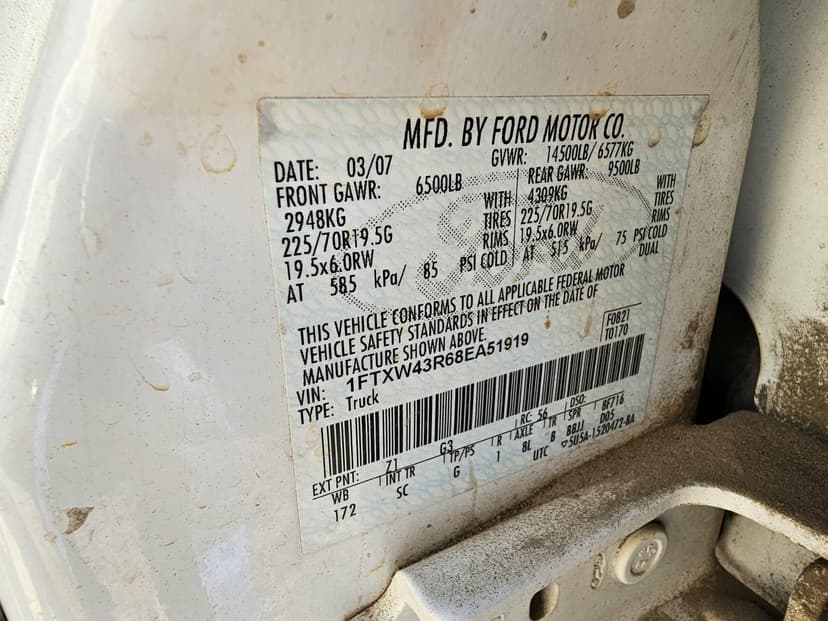 MFD. BY FORD MOTOR CO.
DATE: 03/07 GVWR: 14500LB/ 6577KG
FRONT GAWR: 6500LB REAR GAWR: 9500LB
2948KG WITH 4309KG WITH
225/70R19.5G TIRES 225/70R19.5G TIRES
19.5x6.0RW RIMS 19.5x6.0RW RIMS
AT 585 kPa/ 85 PSI COLD AT 515 kPa/ 75 PSI COLD
DUAL
THIS VEHICLE CONFORMS TO ALL APPLICABLE FEDERAL MOTOR
VEHICLE SAFETY STANDARDS IN EFFECT ON THE DATE OF
MANUFACTURE SHOWN ABOVE.
VIN: 1FTXW43R68EA51919 F0821
TYPE: Truck T0170
EXT PNT: Z1 G3 RC: 56 DSO: BF716
WB INT TR TP/PS R AXLE TR SPR D05
172 SC G 1 8L B BBJJ
UTC 5U5A-1520472-BA